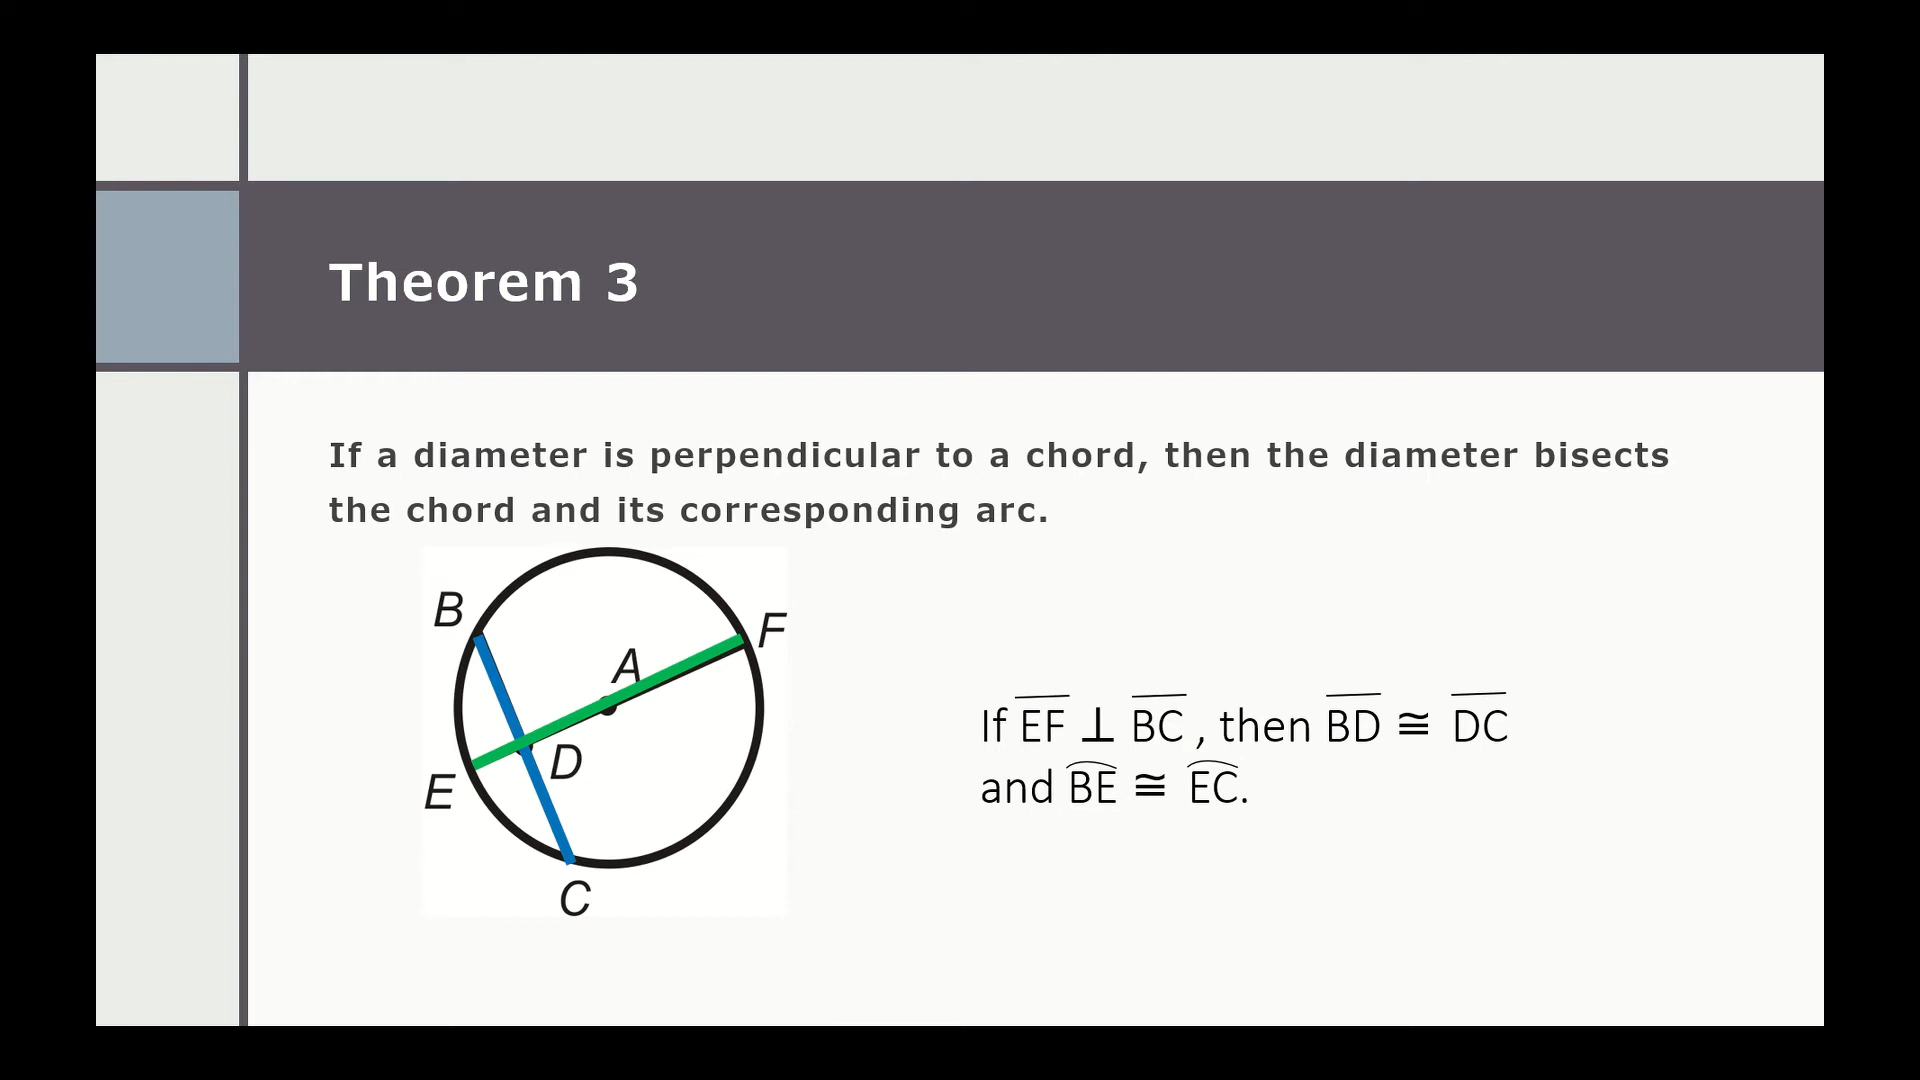 Theorem 3
If a diameter is perpendicular to a chord, then the diameter bisects
the chord and its corresponding arc.
B
F
A
D
E
C
If EF ⊥ BC , then BD ≅ DC
and BE ≅ EC.